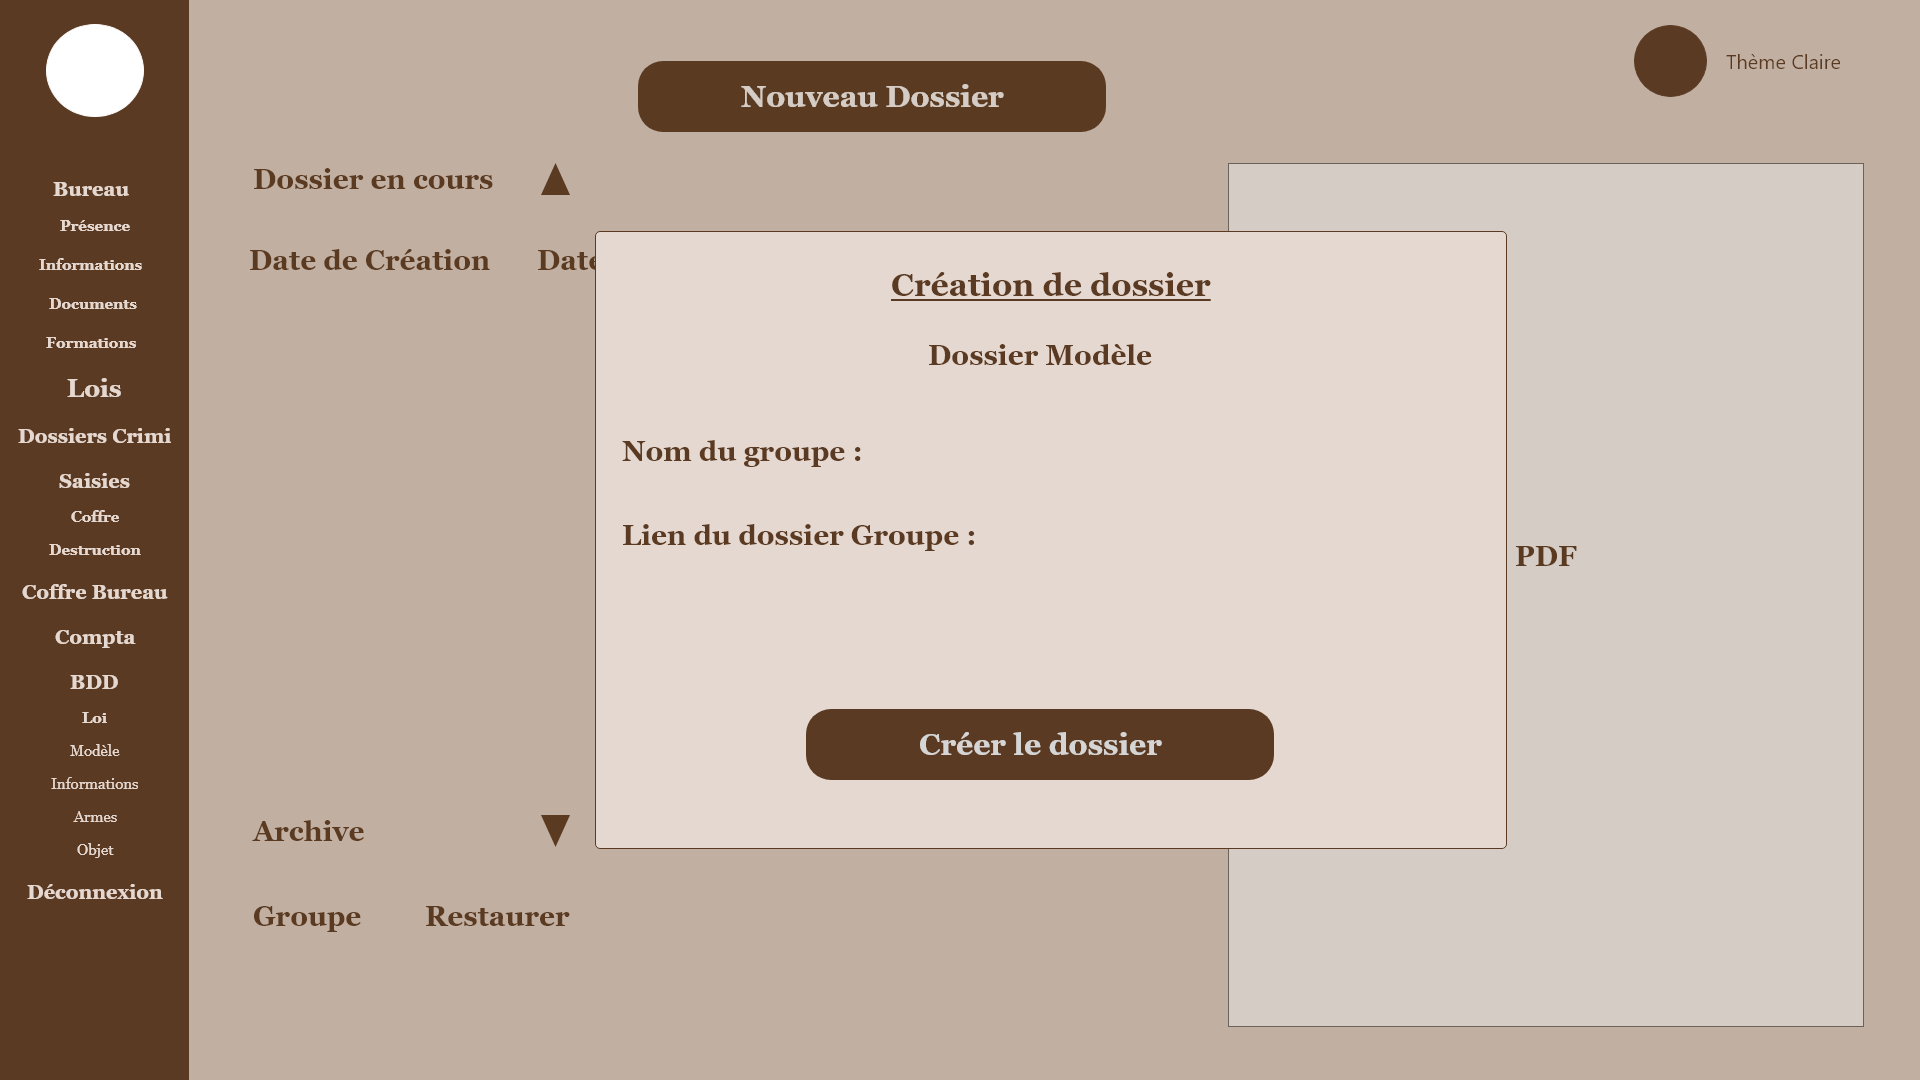 Bureau
Présence
Informations
Documents
Formations
Lois
Dossiers Crimi
Saisies
Coffre
Destruction
Coffre Bureau
Compta
BDD
Loi
Modèle
Informations
Armes
Objet
Déconnexion
Nouveau Dossier
Thème Claire
Dossier en cours
Date de Création
Date
Création de dossier
Dossier Modèle
Nom du groupe :
Lien du dossier Groupe :
Créer le dossier
PDF
Archive
Groupe
Restaurer